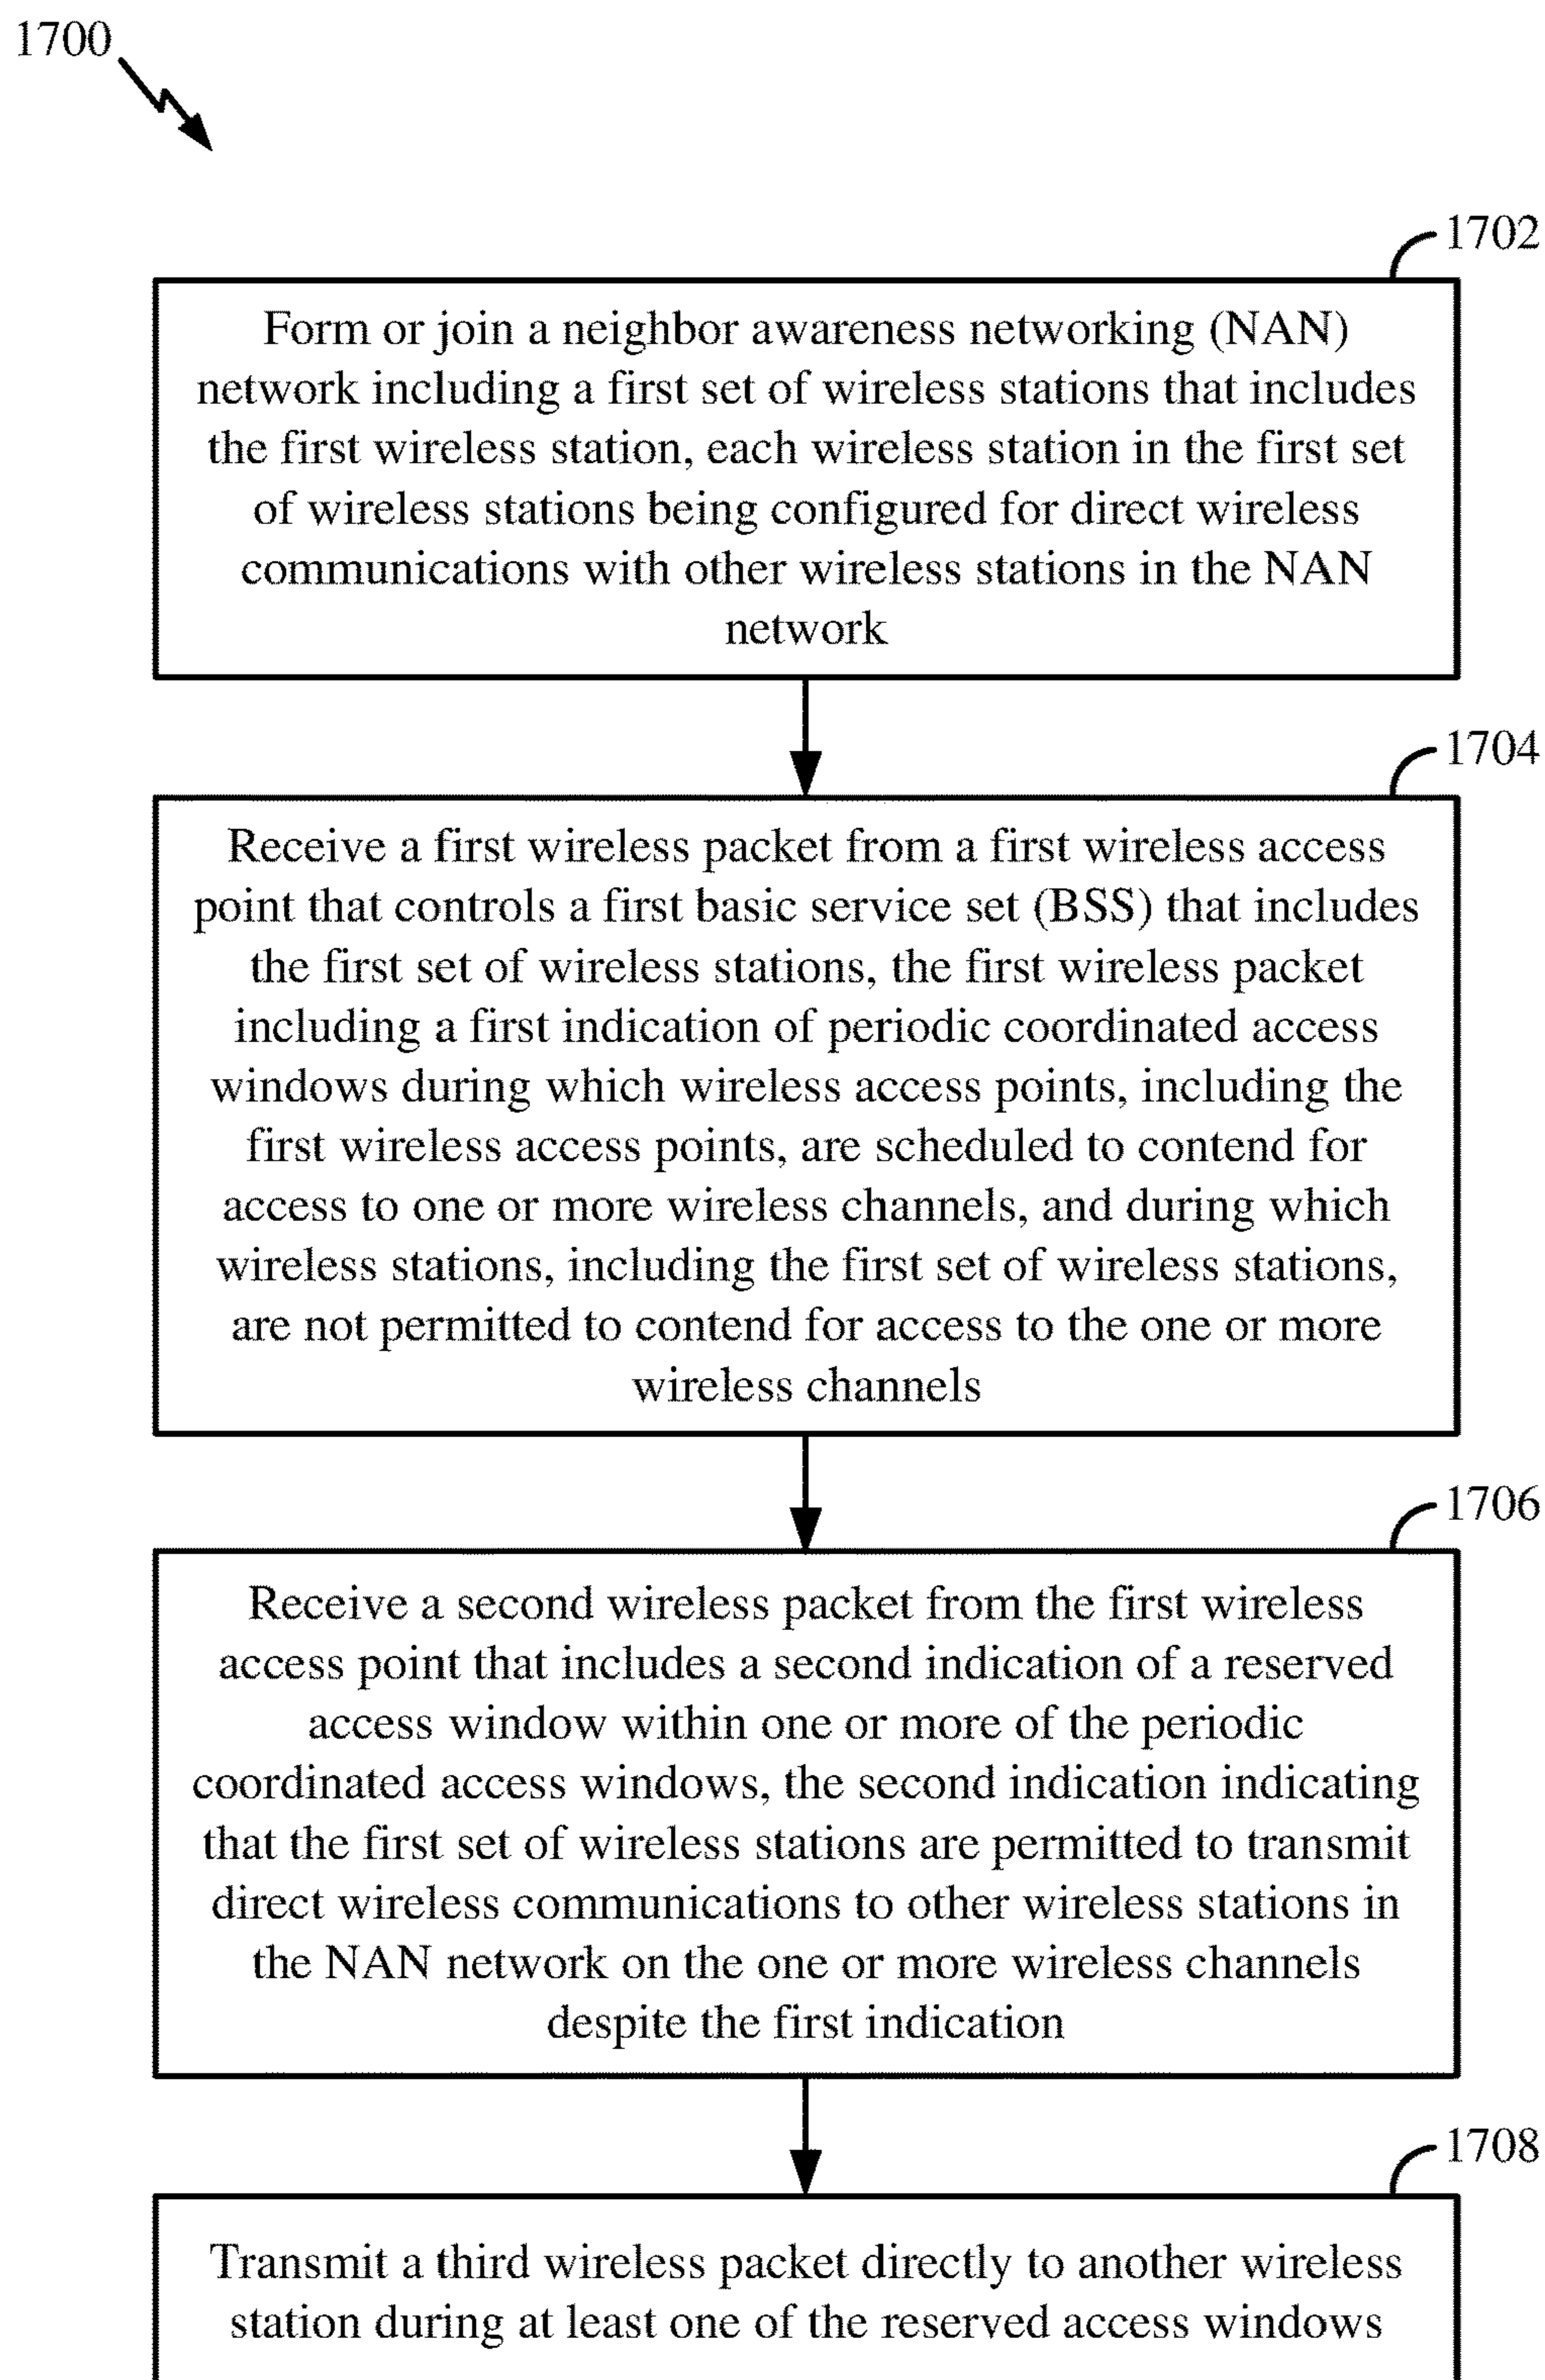 1700
1702
Form or join a neighbor awareness networking (NAN)
network including a first set of wireless stations that includes
the first wireless station, each wireless station in the first set
of wireless stations being configured for direct wireless
communications with other wireless stations in the NAN
network
1704
Receive a first wireless packet from a first wireless access
point that controls a first basic service set (BSS) that includes
the first set of wireless stations, the first wireless packet
including a first indication of periodic coordinated access
windows during which wireless access points, including the
first wireless access points, are scheduled to contend for
access to one or more wireless channels, and during which
wireless stations, including the first set of wireless stations,
are not permitted to contend for access to the one or more
wireless channels
1706
Receive a second wireless packet from the first wireless
access point that includes a second indication of a reserved
access window within one or more of the periodic
coordinated access windows, the second indication indicating
that the first set of wireless stations are permitted to transmit
direct wireless communications to other wireless stations in
the NAN network on the one or more wireless channels
despite the first indication
1708
Transmit a third wireless packet directly to another wireless
station during at least one of the reserved access windows